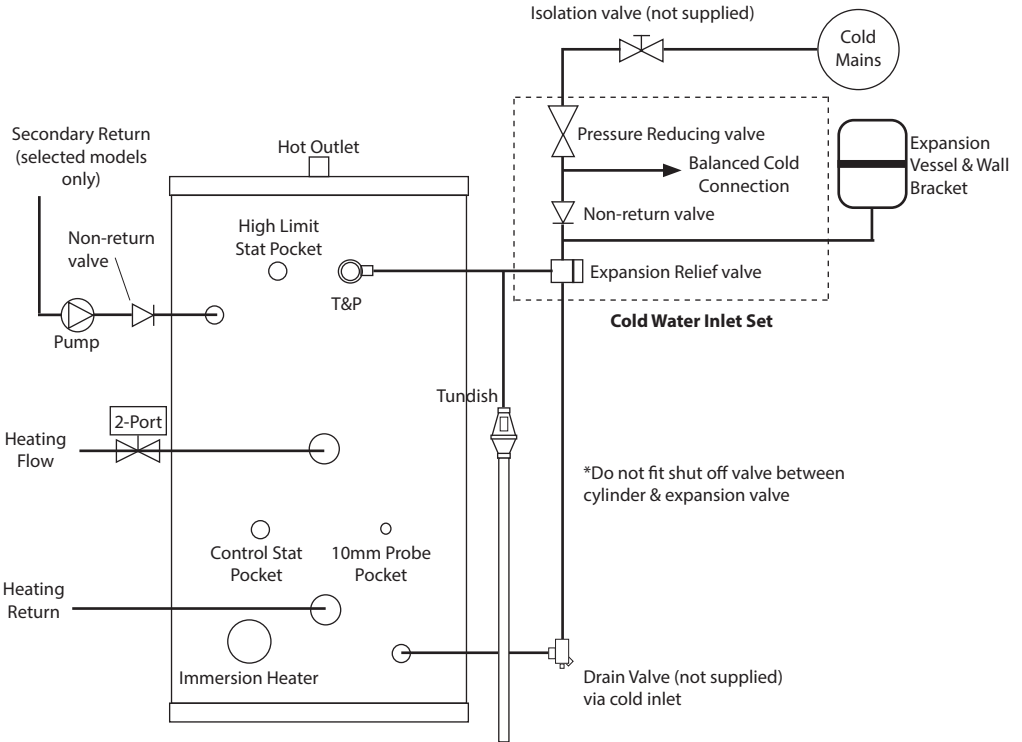 Isolation valve (not supplied)
Cold
Mains
Secondary Return
(selected models
only)
Hot Outlet
Pressure Reducing valve
Balanced Cold
Connection
Expansion
Vessel & Wall
Bracket
Non-return
valve
High Limit
Stat Pocket
Non-return valve
T&P
Expansion Relief valve
Cold Water Inlet Set
Pump
Tundish
2-Port
Heating
Flow
*Do not fit shut off valve between
cylinder & expansion valve
Control Stat
Pocket
10mm Probe
Pocket
Heating
Return
Immersion Heater
Drain Valve (not supplied)
via cold inlet